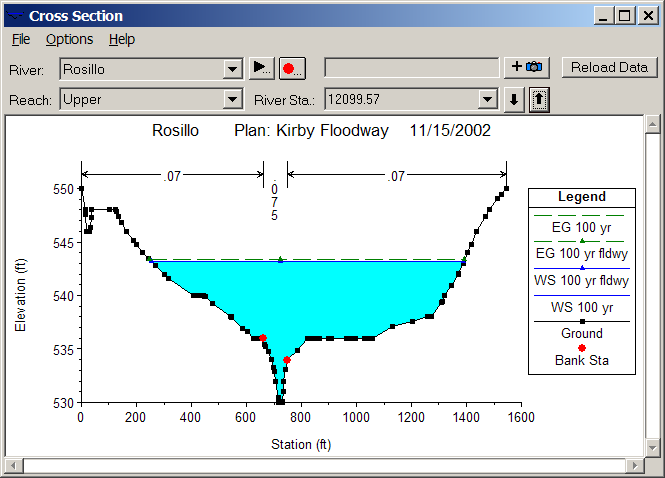 Cross Section
File Options Help
River: Rosillo
Reload Data
Reach: Upper River Sta.: 12099.57
Rosillo Plan: Kirby Floodway 11/15/2002
.07 .075 .07
Legend
EG 100 yr
EG 100 yr fldwy
WS 100 yr fldwy
WS 100 yr
Ground
Bank Sta
550
545
540
535
530
Elevation (ft)
0 200 400 600 800 1000 1200 1400 1600
Station (ft)